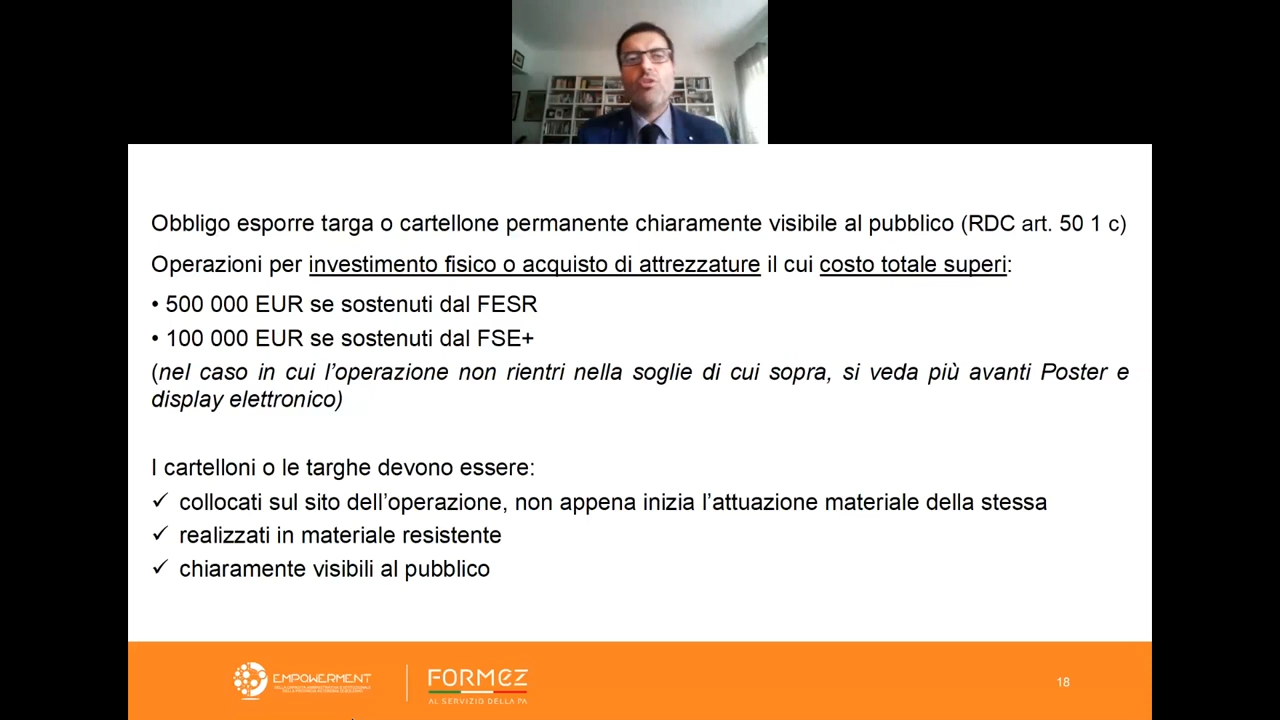 Obbligo esporre targa o cartellone permanente chiaramente visibile al pubblico (RDC art. 50 1 c)
Operazioni per investimento fisico o acquisto di attrezzature il cui costo totale superi:
• 500 000 EUR se sostenuti dal FESR
• 100 000 EUR se sostenuti dal FSE+
(nel caso in cui l’operazione non rientri nella soglie di cui sopra, si veda più avanti Poster e
display elettronico)
I cartelloni o le targhe devono essere:
✓ collocati sul sito dell’operazione, non appena inizia l’attuazione materiale della stessa
✓ realizzati in materiale resistente
✓ chiaramente visibili al pubblico
EMPOWERMENT
FORMEZ
AL SERVIZIO DELLA PA
18